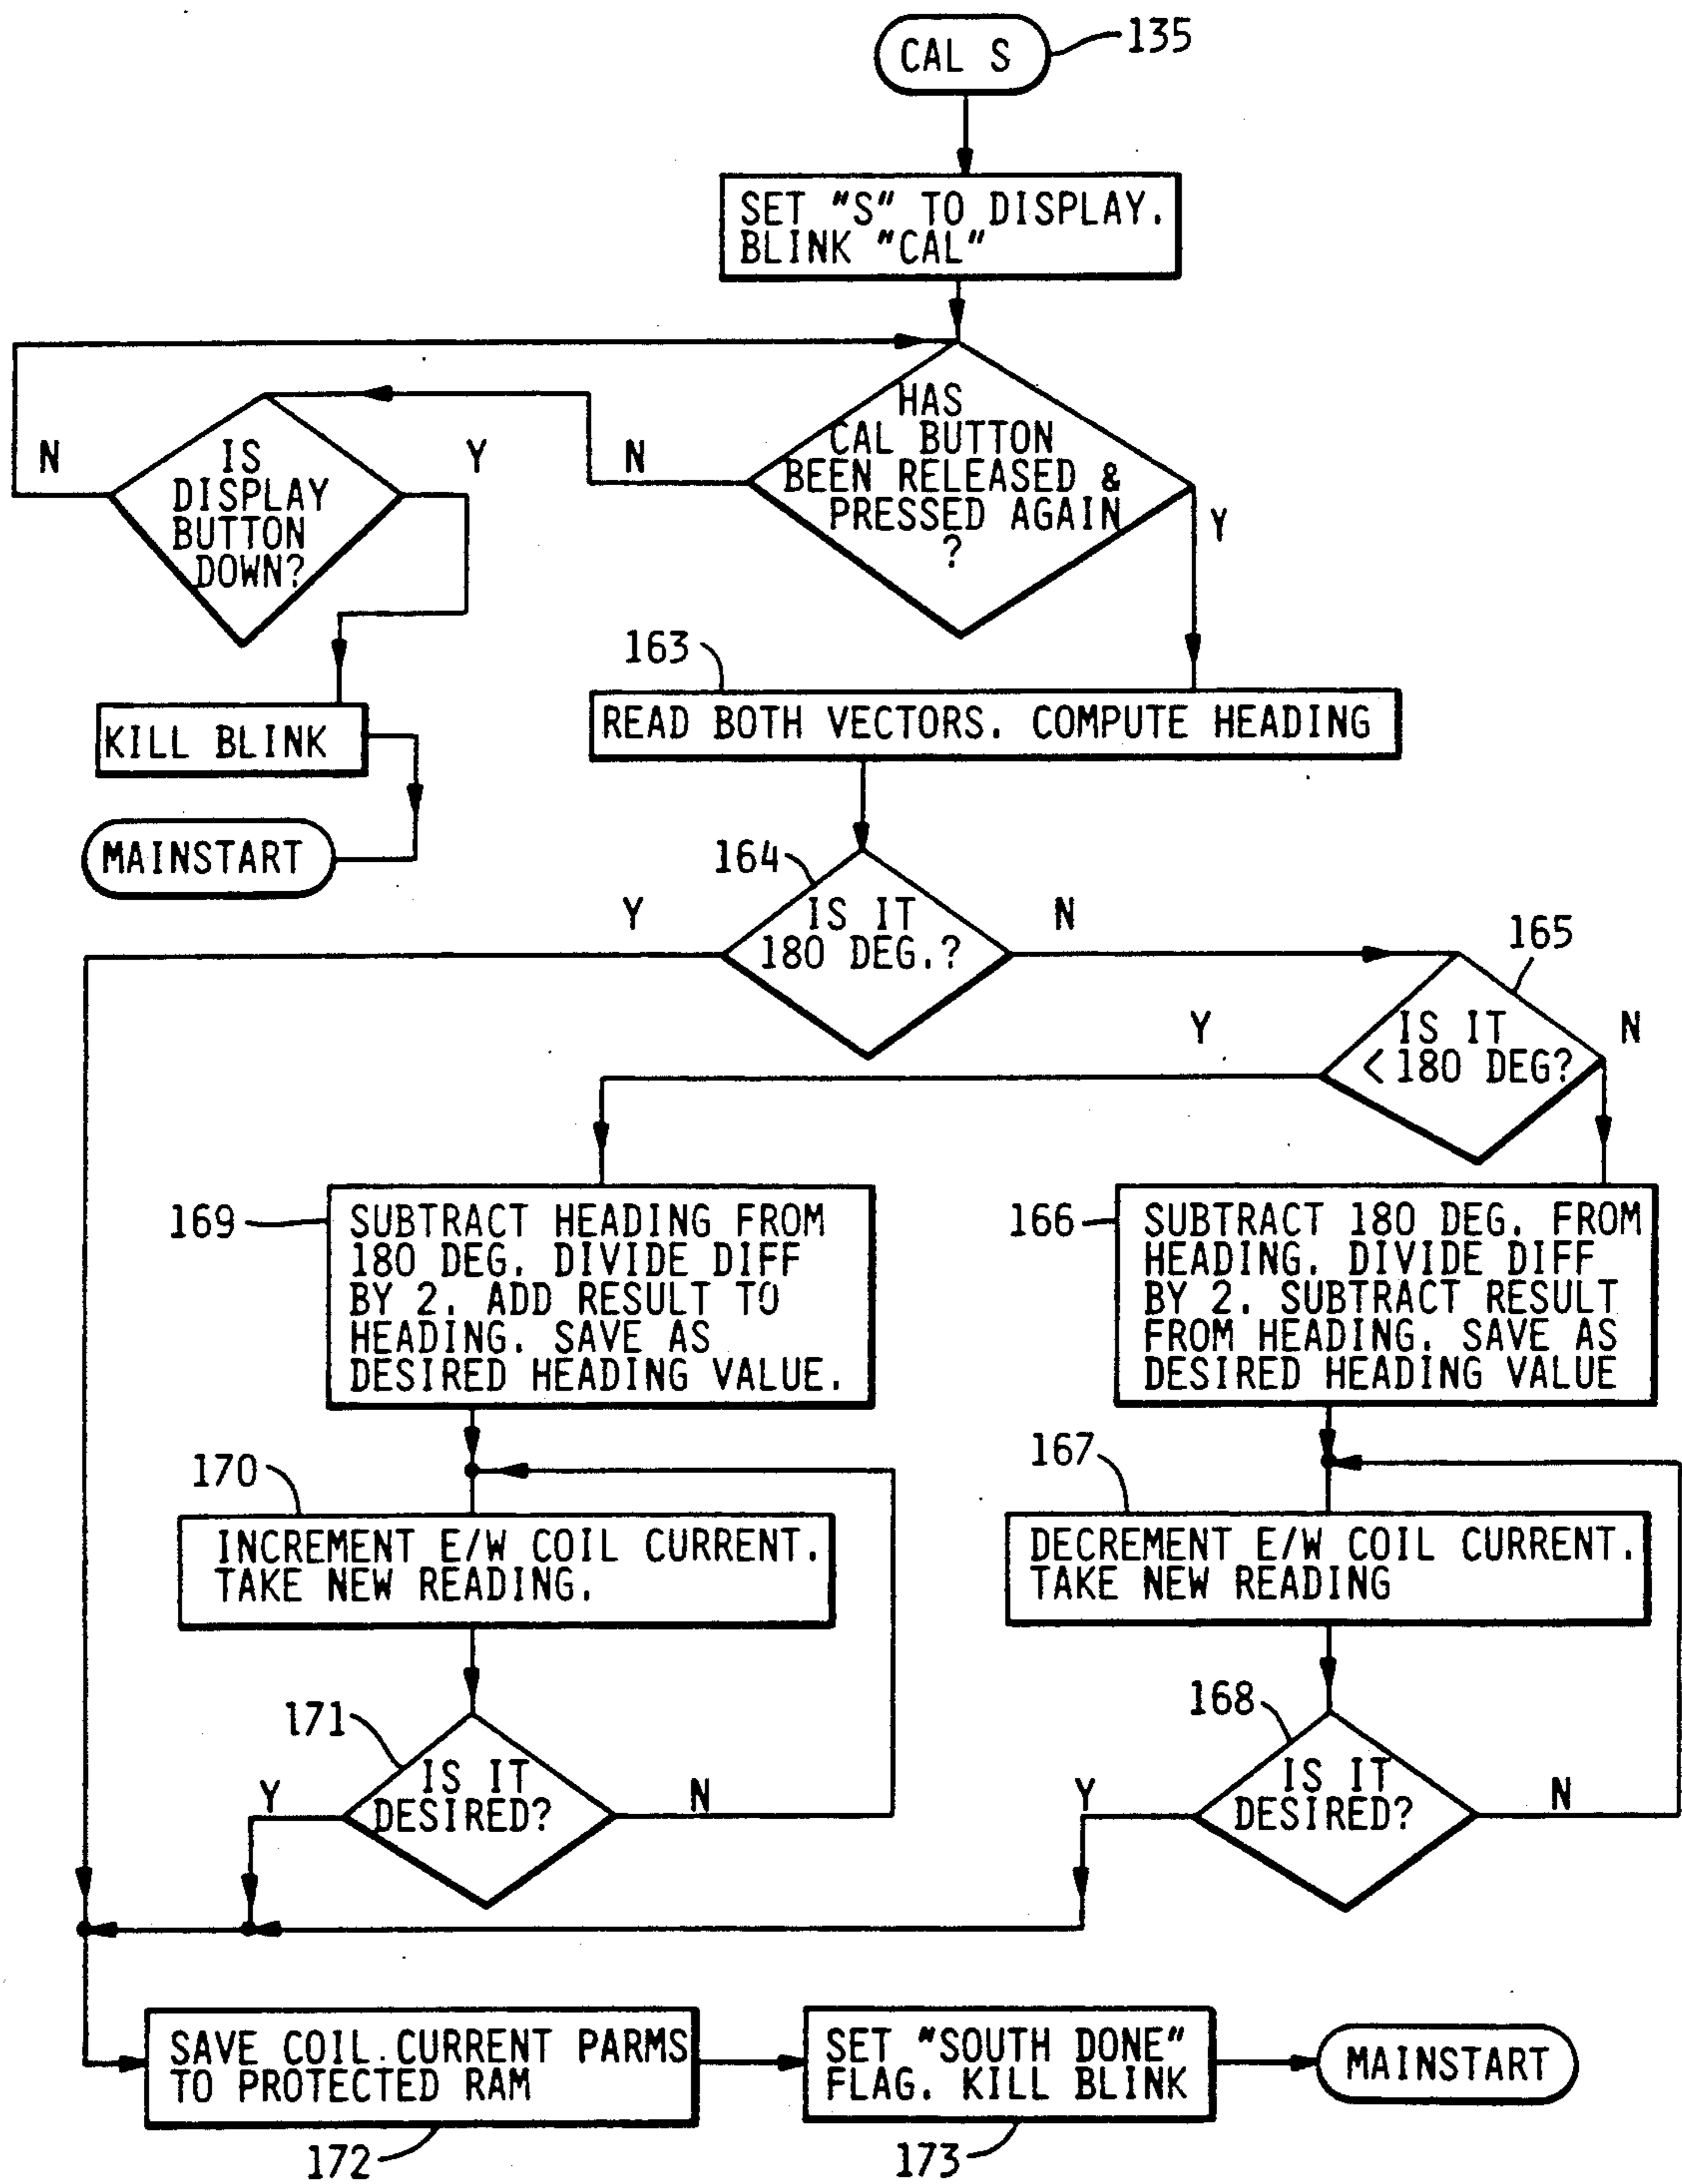 CAL S
135
SET "S" TO DISPLAY.
BLINK "CAL"
HAS
CAL BUTTON
BEEN RELEASED &
PRESSED AGAIN
?
N
Y
IS
DISPLAY
BUTTON
DOWN?
N
Y
KILL BLINK
MAINSTART
163
READ BOTH VECTORS. COMPUTE HEADING
164
IS IT
180 DEG.?
Y
N
165
IS IT
< 180 DEG?
Y
N
169
SUBTRACT HEADING FROM
180 DEG. DIVIDE DIFF
BY 2. ADD RESULT TO
HEADING. SAVE AS
DESIRED HEADING VALUE.
166
SUBTRACT 180 DEG. FROM
HEADING. DIVIDE DIFF
BY 2. SUBTRACT RESULT
FROM HEADING. SAVE AS
DESIRED HEADING VALUE
170
INCREMENT E/W COIL CURRENT.
TAKE NEW READING.
167
DECREMENT E/W COIL CURRENT.
TAKE NEW READING
171
IS IT
DESIRED?
Y
N
168
IS IT
DESIRED?
Y
N
SAVE COIL CURRENT PARMS
TO PROTECTED RAM
172
SET "SOUTH DONE"
FLAG. KILL BLINK
173
MAINSTART